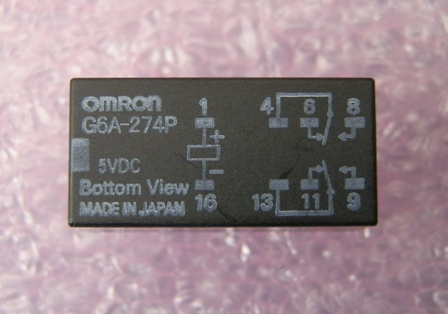 omron
G6A-274P
5VDC
Bottom View
MADE IN JAPAN
1
+
-
16
4 6 8
13 11 9